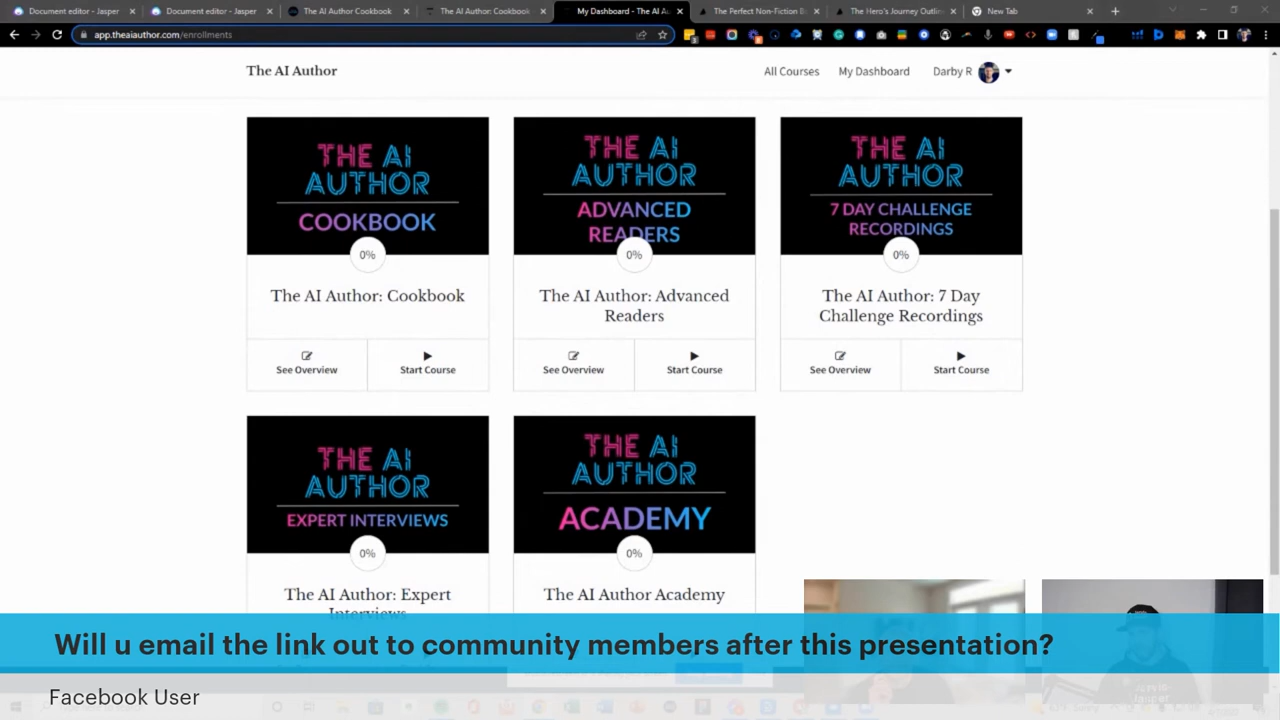 Document editor - Jasper
Document editor - Jasper
The AI Author Cookbook
The AI Author: Cookbook
My Dashboard - The AI Au
The Perfect Non-Fiction B
The Hero's Journey Outlin
New Tab
app.theaiauthor.com/enrollments
The AI Author
All Courses
My Dashboard
Darby R
THE AI
AUTHOR
COOKBOOK
0%
The AI Author: Cookbook
See Overview
Start Course
THE AI
AUTHOR
ADVANCED
READERS
0%
The AI Author: Advanced
Readers
See Overview
Start Course
THE AI
AUTHOR
7 DAY CHALLENGE
RECORDINGS
0%
The AI Author: 7 Day
Challenge Recordings
See Overview
Start Course
THE AI
AUTHOR
EXPERT INTERVIEWS
0%
The AI Author: Expert
Interviews
THE AI
AUTHOR
ACADEMY
0%
The AI Author Academy
Will u email the link out to community members after this presentation?
Facebook User